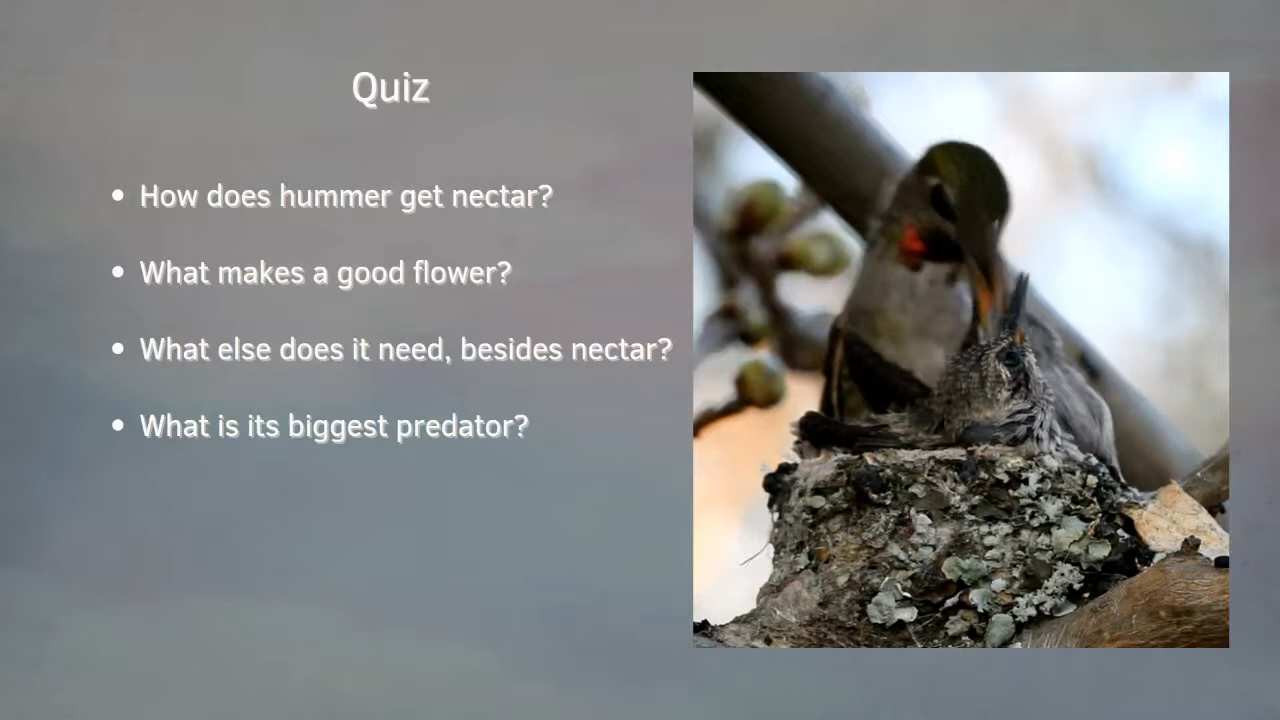 Quiz
• How does hummer get nectar?
• What makes a good flower?
• What else does it need, besides nectar?
• What is its biggest predator?